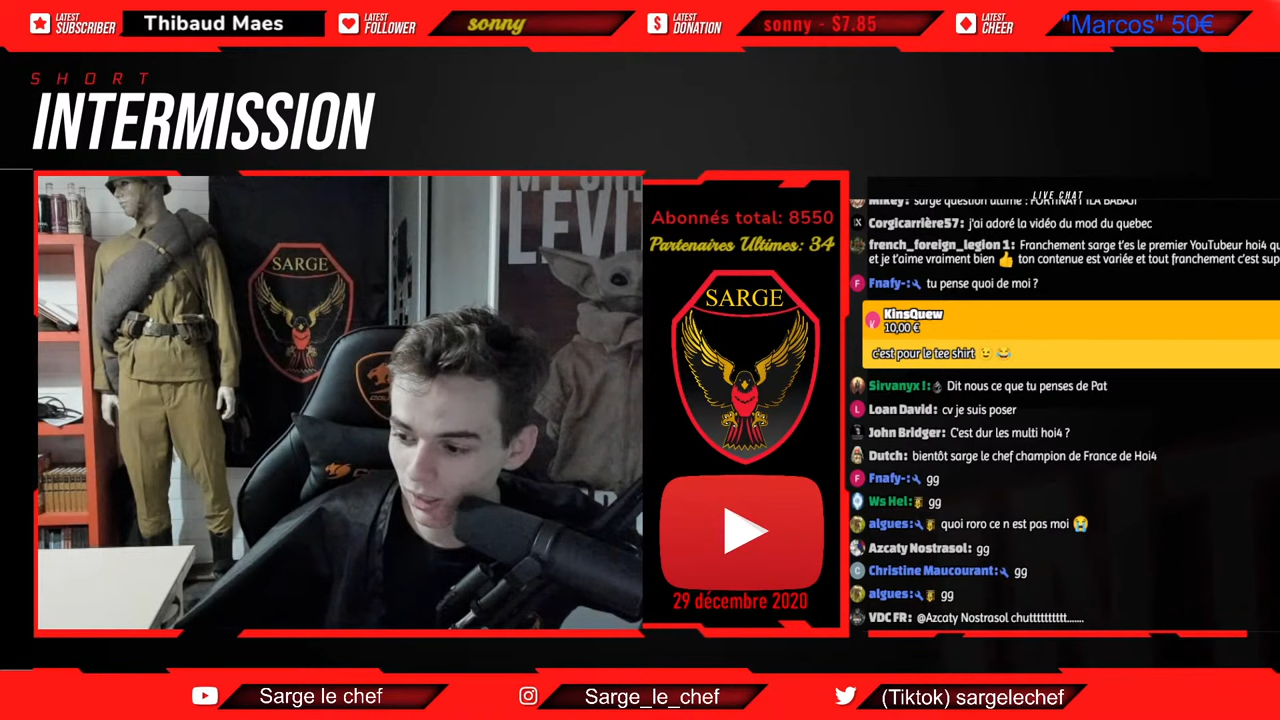 LATEST SUBSCRIBER
Thibaud Maes
LATEST FOLLOWER
sonny
LATEST DONATION
sonny - $7.85
LATEST CHEER
"Marcos" 50€
SHORT
INTERMISSION
SARGE
LEVI
Abonnés total: 8550
Partenaires Ultimes: 34
SARGE
29 décembre 2020
LIVE CHAT
Mikey: sarge question ultime :
Corgicarrière57: j'ai adoré la vidéo du mod du quebec
french_foreign_legion 1: Franchement sarge t'es le premier YouTubeur hoi4 qu
et je t'aime vraiment bien 👍 ton contenue est variée et tout franchement c'est sup
Fnafy-: tu pense quoi de moi ?
KinsQuew
10,00 €
c'est pour le tee shirt 😉 😂
Sirvanyx !: Dit nous ce que tu penses de Pat
Loan David: cv je suis poser
John Bridger: C'est dur les multi hoi4 ?
Dutch: bientôt sarge le chef champion de France de Hoi4
Fnafy-: gg
Ws Hel: gg
algues: quoi roro ce n est pas moi 😭
Azcaty Nostrasol: gg
Christine Maucourant: gg
algues: gg
VDC FR: @Azcaty Nostrasol chutttttttttt.......
Sarge le chef
Sarge_le_chef
(Tiktok) sargelechef